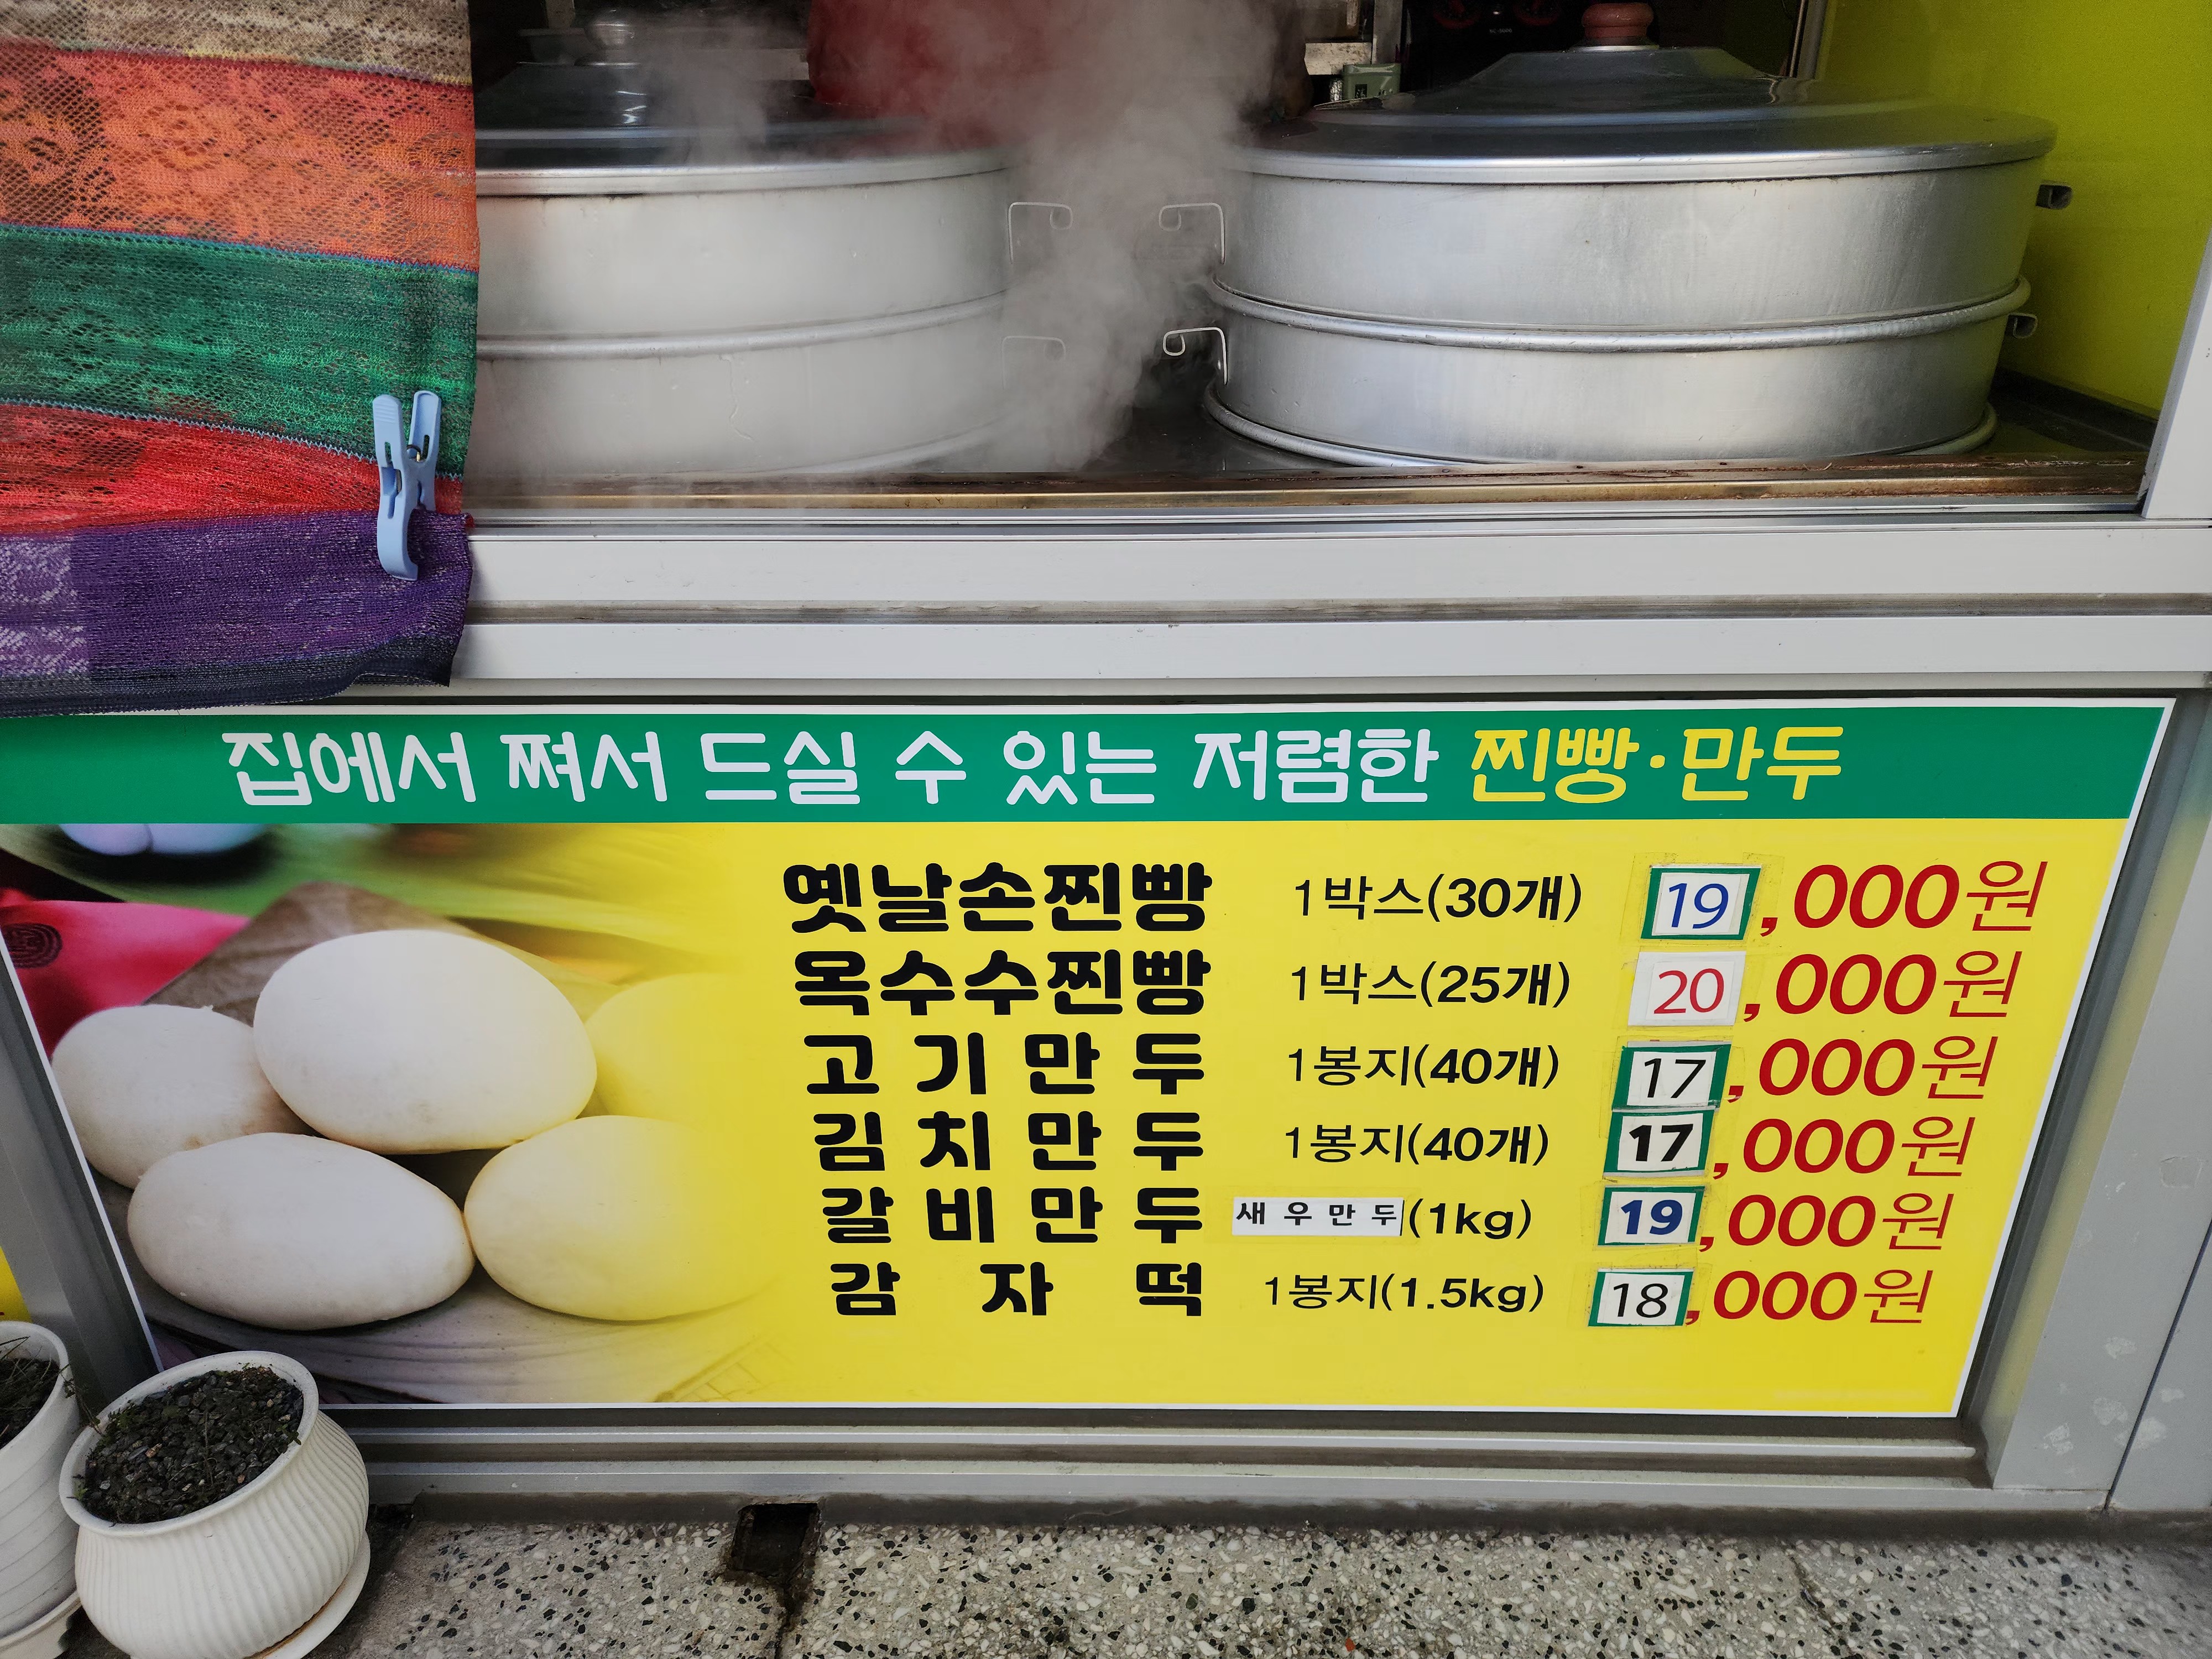 집에서 쪄서 드실 수 있는 저렴한 찐빵·만두
옛날손찐빵 1박스(30개) 19,000원
옥수수찐빵 1박스(25개) 20,000원
고기만두 1봉지(40개) 17,000원
김치만두 1봉지(40개) 17,000원
갈비만두 새우만두(1kg) 19,000원
감자떡 1봉지(1.5kg) 18,000원